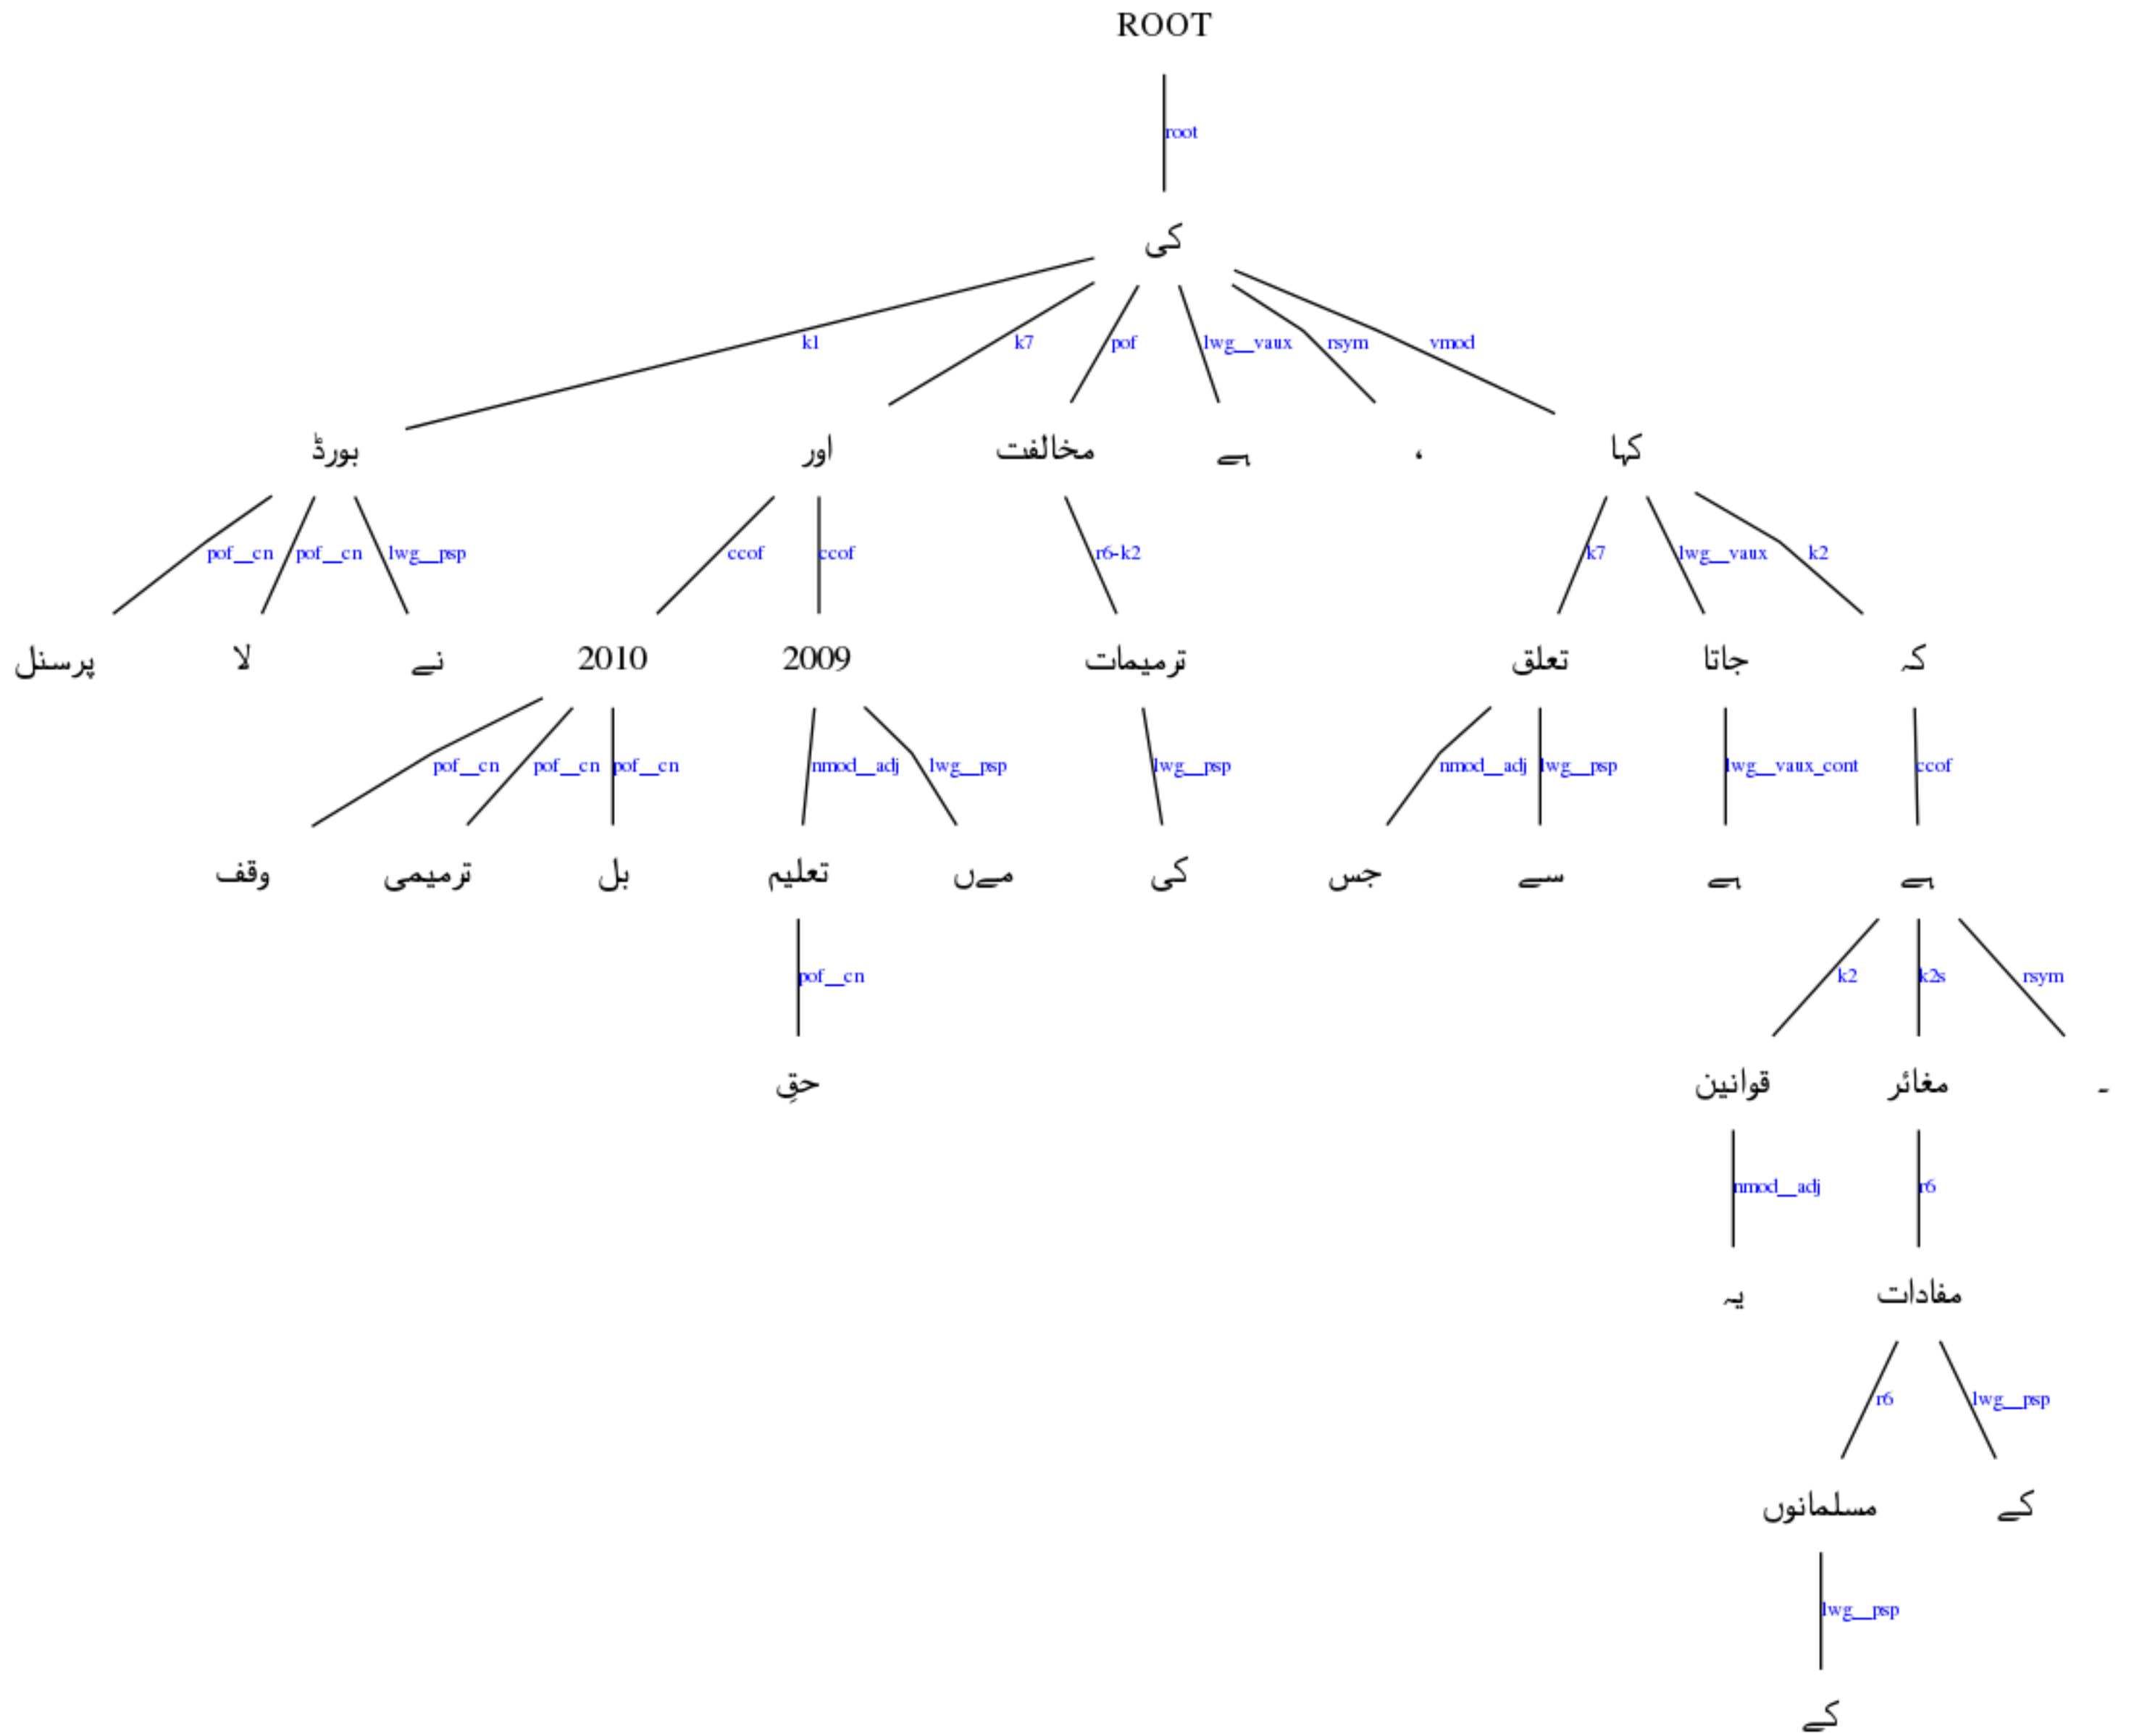 ROOT
root
کی
k1 k7 pof lwg__vaux rsym vmod
بورڈ اور مخالفت ہے ، کہا
pof__cn pof__cn lwg__psp ccof ccof r6-k2 k7 lwg__vaux k2
پرسنل لا نے 2010 2009 ترمیمات تعلق جاتا کہ
pof__cn pof__cn pof__cn nmod__adj lwg__psp lwg__psp nmod__adj lwg__psp lwg__vaux_cont ccof
وقف ترمیمی بل تعلیم مےں کی جس سے ہے ہے
pof__cn k2 k2s rsym
حقِ قوانین مغائر ۔
nmod__adj r6
یہ مفادات
r6 lwg__psp
مسلمانوں کے
lwg__psp
کے